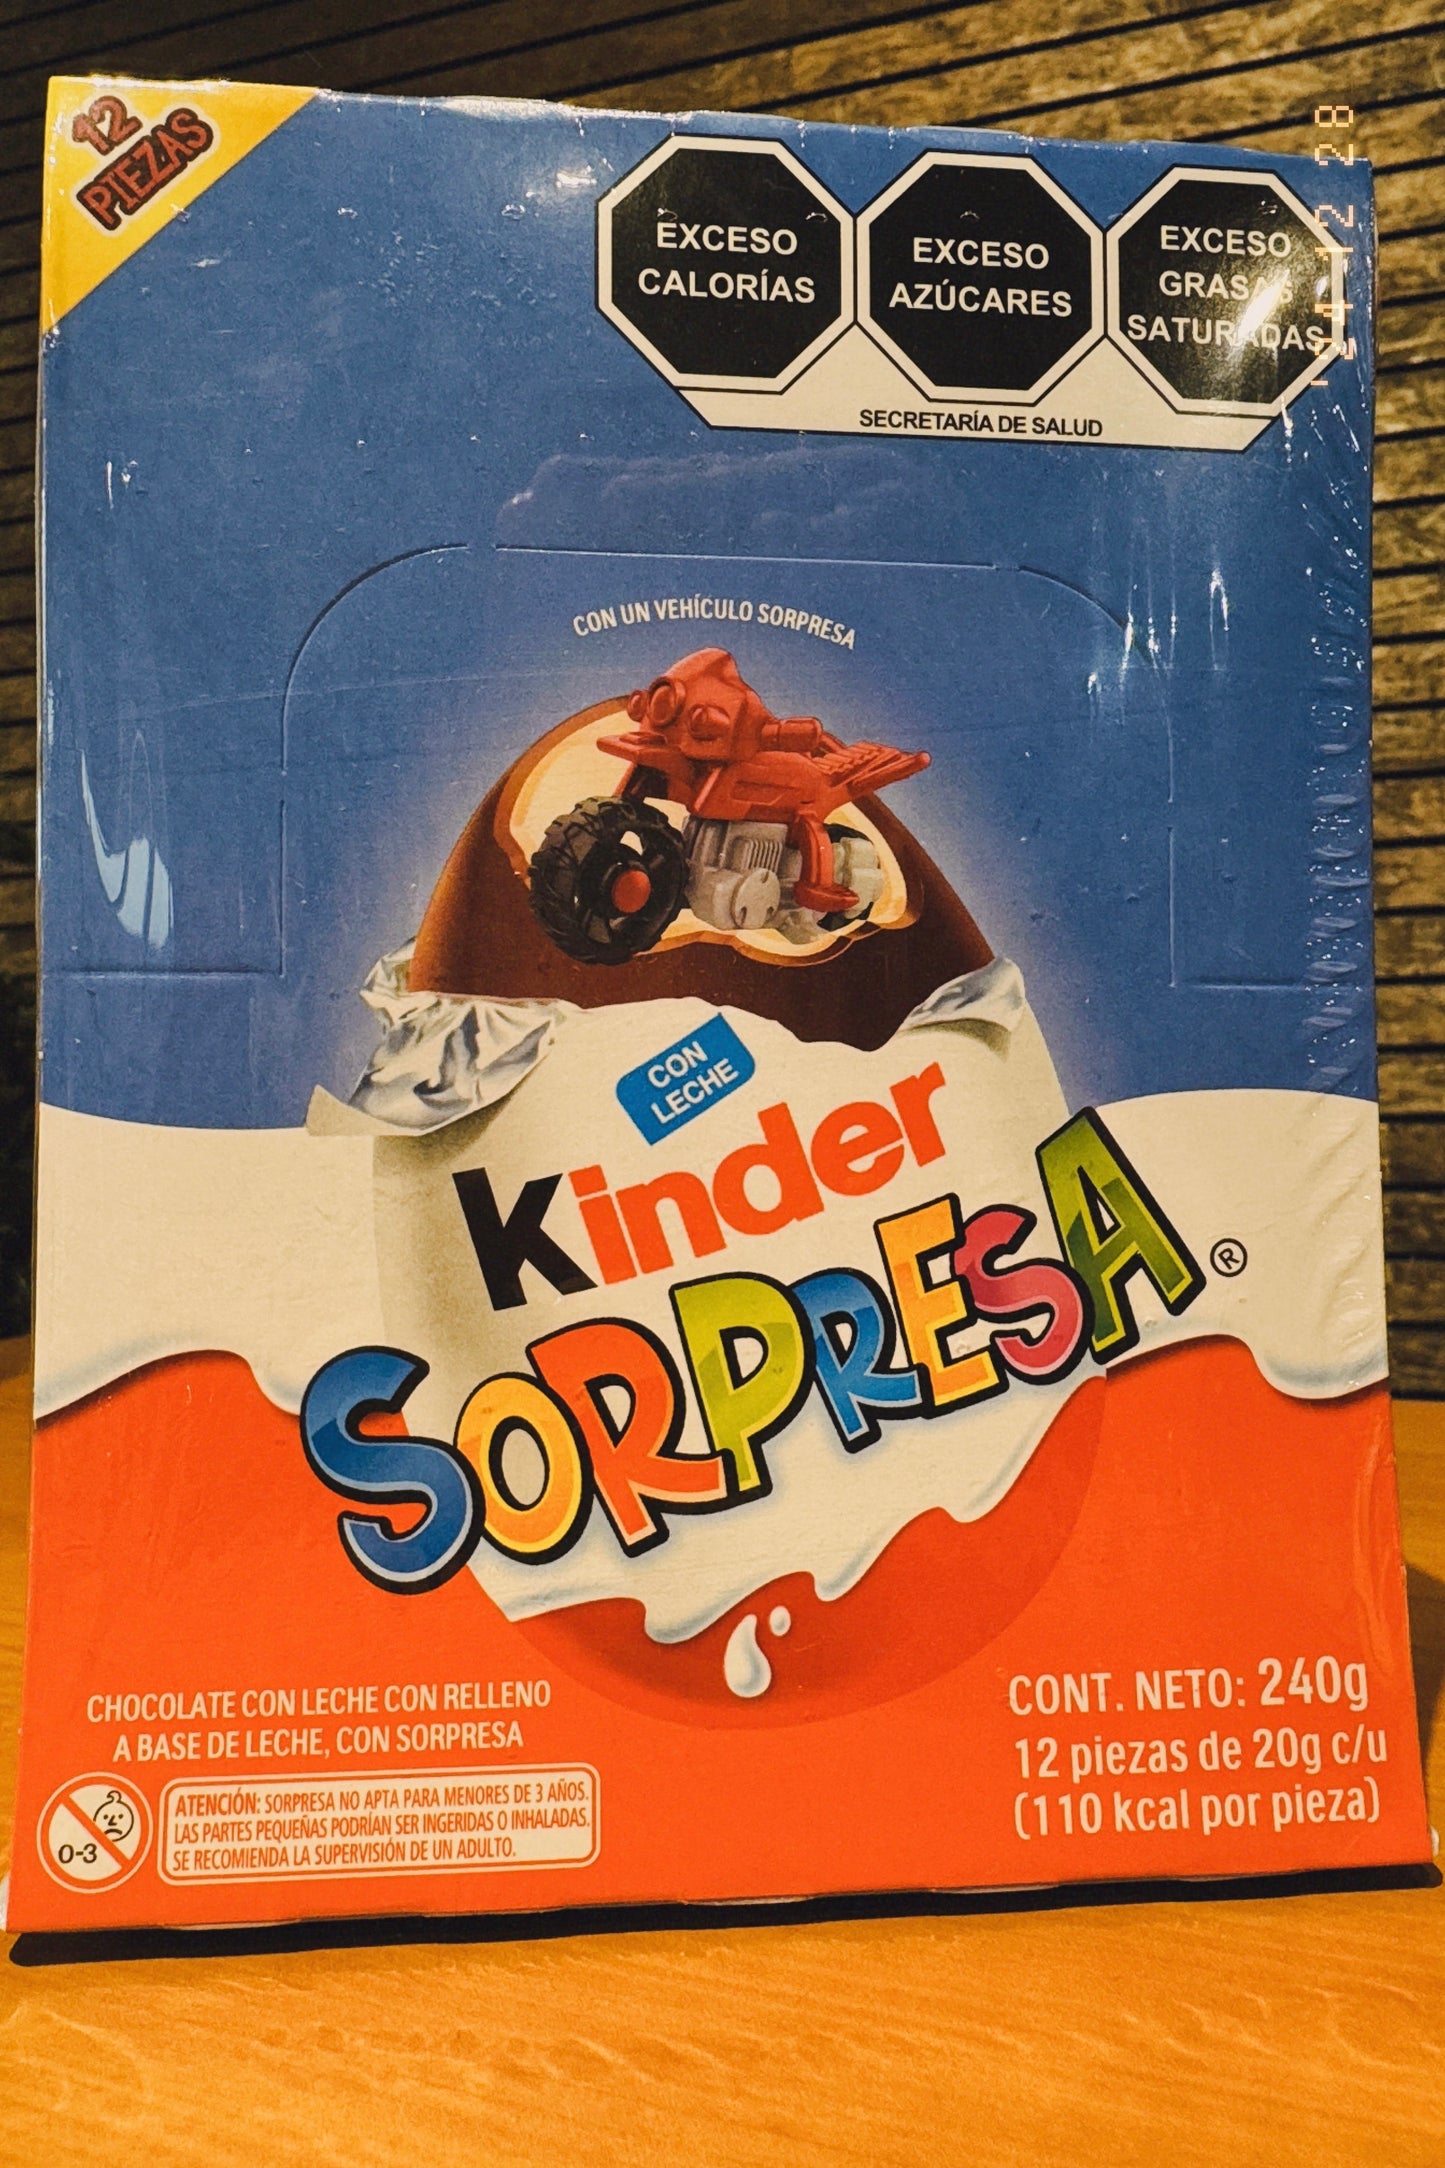 12
PIEZAS
EXCESO
CALORÍAS
EXCESO
AZÚCARES
EXCESO
GRASAS
SATURADAS
SECRETARÍA DE SALUD
'24 12 28
CON UN VEHÍCULO SORPRESA
CON
LECHE
kinder
SORPRESA®
CHOCOLATE CON LECHE CON RELLENO
A BASE DE LECHE, CON SORPRESA
0-3
ATENCIÓN: SORPRESA NO APTA PARA MENORES DE 3 AÑOS.
LAS PARTES PEQUEÑAS PODRÍAN SER INGERIDAS O INHALADAS.
SE RECOMIENDA LA SUPERVISIÓN DE UN ADULTO.
CONT. NETO: 240g
12 piezas de 20g c/u
(110 kcal por pieza)